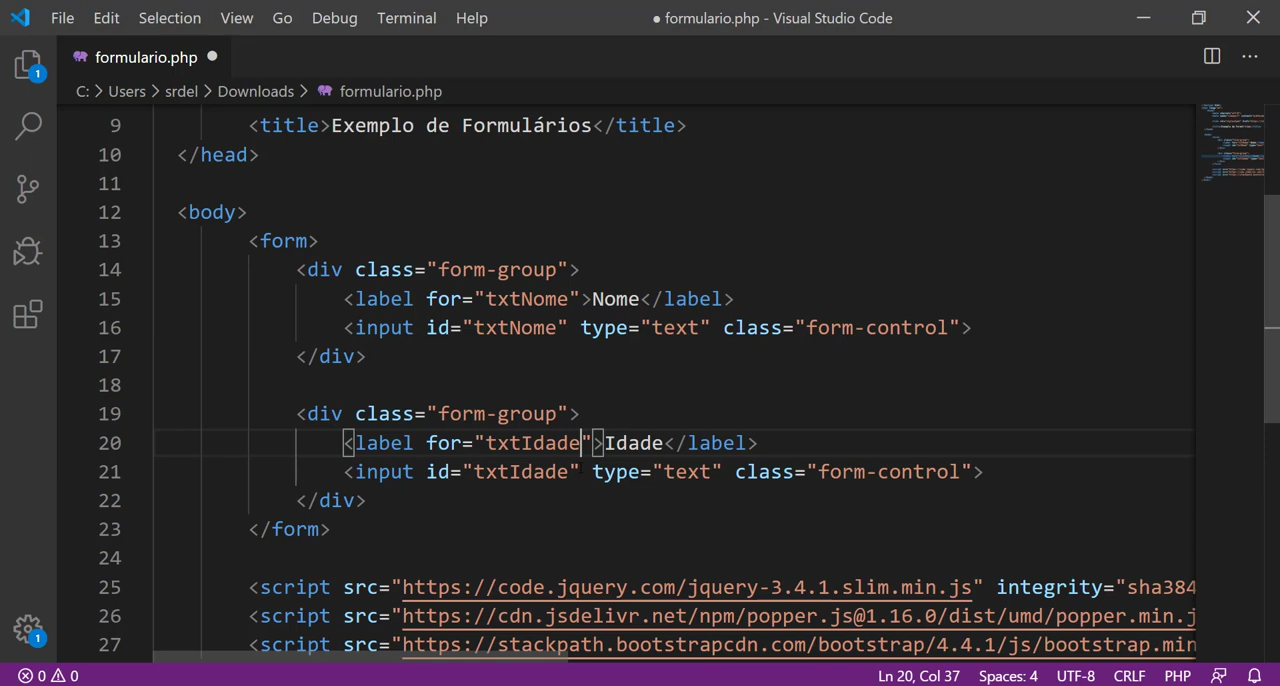 File Edit Selection View Go Debug Terminal Help ● formulario.php - Visual Studio Code
formulario.php
1
C: > Users > srdel > Downloads > formulario.php
9 <title>Exemplo de Formulários</title>
10 </head>
11
12 <body>
13 <form>
14 <div class="form-group">
15 <label for="txtNome">Nome</label>
16 <input id="txtNome" type="text" class="form-control">
17 </div>
18
19 <div class="form-group">
20 <label for="txtIdade">Idade</label>
21 <input id="txtIdade" type="text" class="form-control">
22 </div>
23 </form>
24
25 <script src="https://code.jquery.com/jquery-3.4.1.slim.min.js" integrity="sha384
26 <script src="https://cdn.jsdelivr.net/npm/popper.js@1.16.0/dist/umd/popper.min.j
27 <script src="https://stackpath.bootstrapcdn.com/bootstrap/4.4.1/js/bootstrap.min
1
0 0 Ln 20, Col 37 Spaces: 4 UTF-8 CRLF PHP